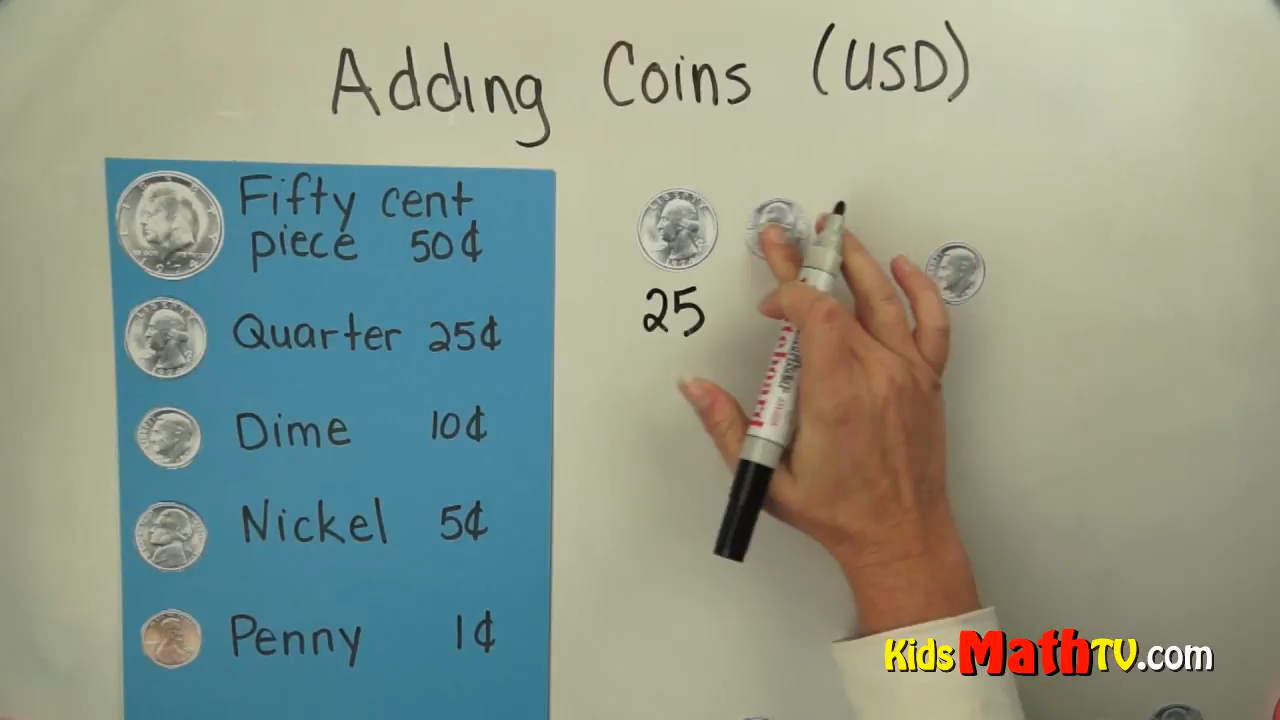 Adding Coins (USD)
Fifty cent
piece 50¢
Quarter 25¢
Dime 10¢
Nickel 5¢
Penny 1¢
25
KidsMathTV.com